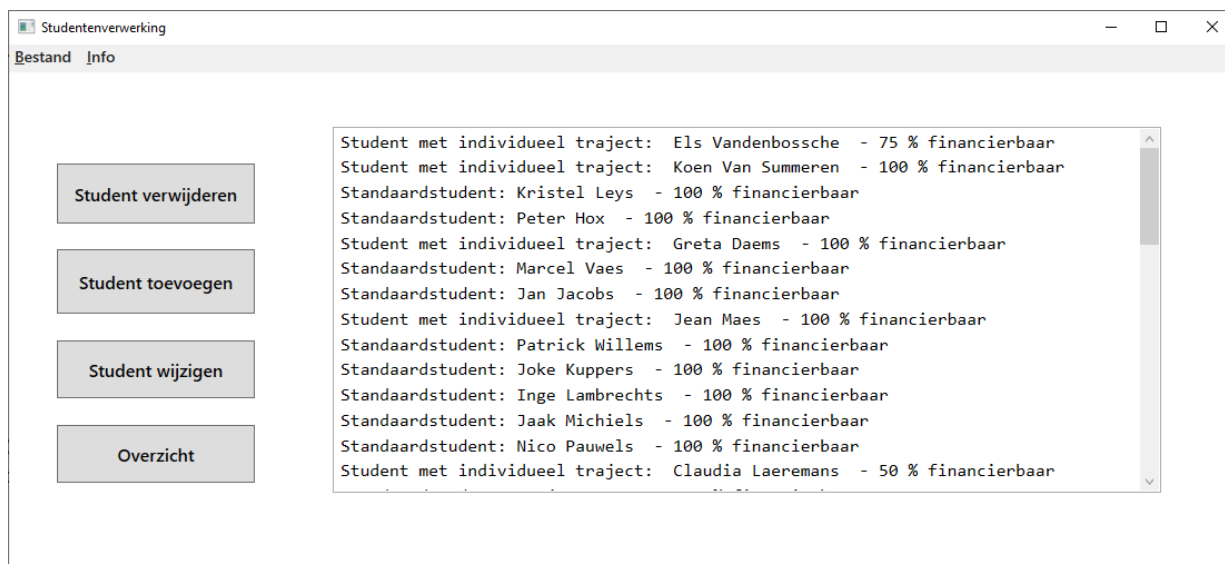 Studentenverwerking
Bestand Info
Student verwijderen
Student toevoegen
Student wijzigen
Overzicht
Student met individueel traject:  Els Vandenbossche  - 75 % financierbaar
Student met individueel traject:  Koen Van Summeren  - 100 % financierbaar
Standaardstudent: Kristel Leys  - 100 % financierbaar
Standaardstudent: Peter Hox  - 100 % financierbaar
Student met individueel traject:  Greta Daems  - 100 % financierbaar
Standaardstudent: Marcel Vaes  - 100 % financierbaar
Standaardstudent: Jan Jacobs  - 100 % financierbaar
Student met individueel traject:  Jean Maes  - 100 % financierbaar
Standaardstudent: Patrick Willems  - 100 % financierbaar
Standaardstudent: Joke Kuppers  - 100 % financierbaar
Standaardstudent: Inge Lambrechts  - 100 % financierbaar
Standaardstudent: Jaak Michiels  - 100 % financierbaar
Standaardstudent: Nico Pauwels  - 100 % financierbaar
Student met individueel traject:  Claudia Laeremans  - 50 % financierbaar